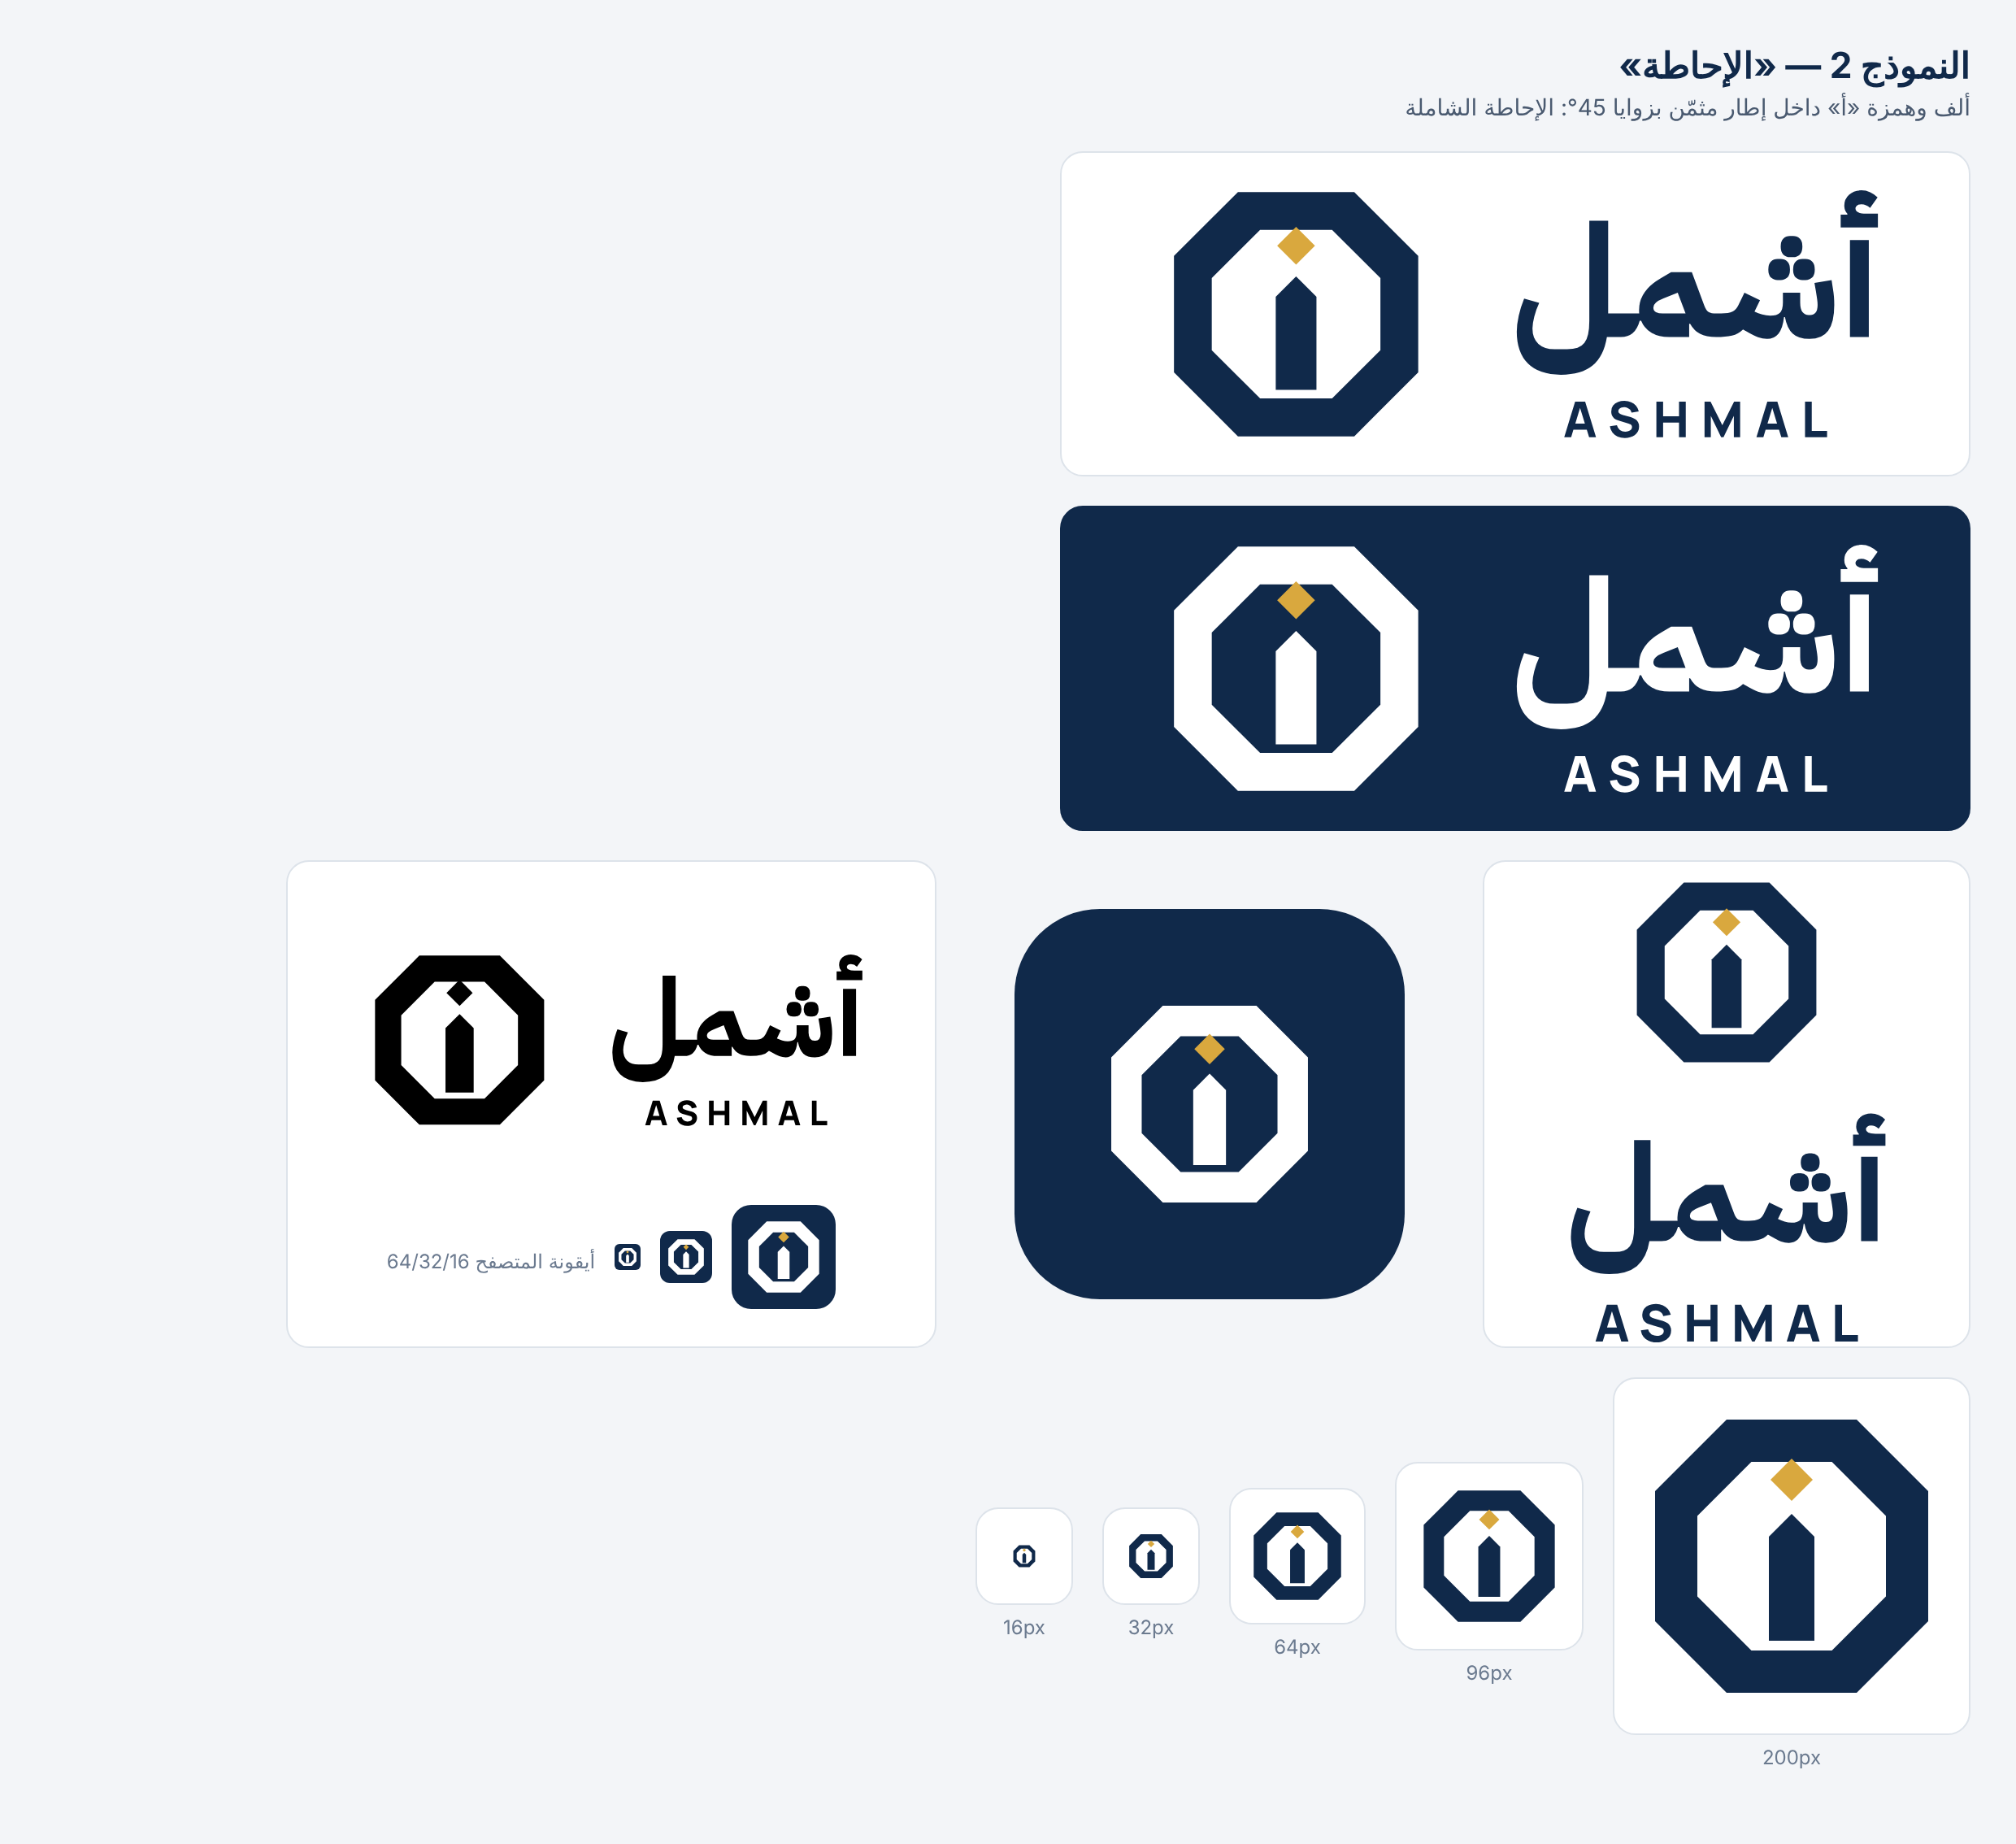 النموذج 2 — «الإحاطة»
ألف وهمزة «أ» داخل إطار مثمّن بزوايا 45°: الإحاطة الشاملة
أشمل
ASHMAL
أشمل
ASHMAL
أشمل
ASHMAL
أشمل
ASHMAL
أيقونة المتصفح 64/32/16
200px
96px
64px
32px
16px